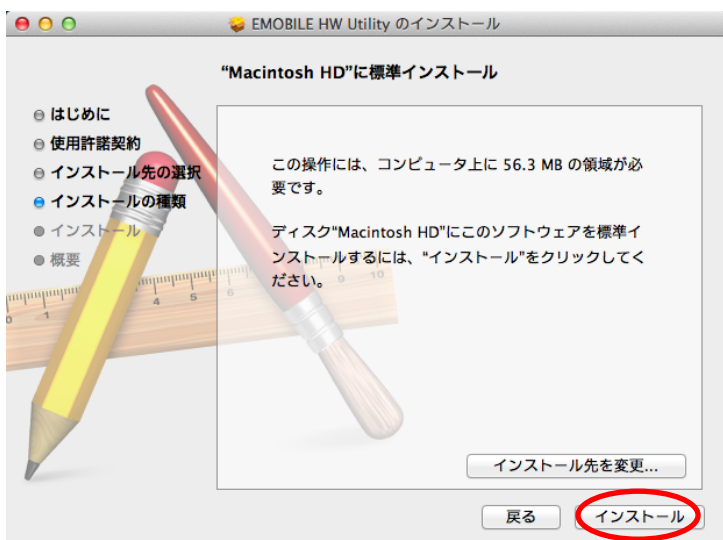 EMOBILE HW Utility のインストール
“Macintosh HD”に標準インストール
はじめに
使用許諾契約
インストール先の選択
インストールの種類
インストール
概要
この操作には、コンピュータ上に 56.3 MB の領域が必
要です。
ディスク“Macintosh HD”にこのソフトウェアを標準イ
ンストールするには、“インストール”をクリックしてく
ださい。
0 1 4 5 6 9 10
インストール先を変更...
戻る
インストール